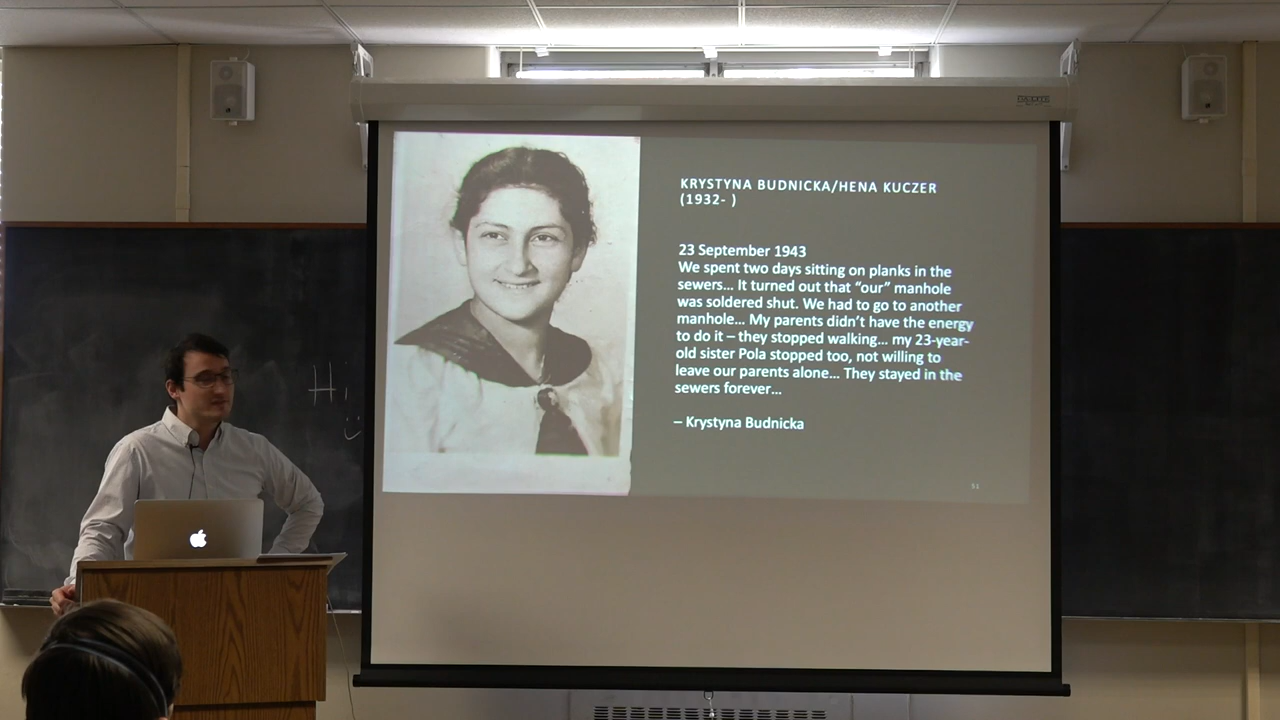 KRYSTYNA BUDNICKA/HENA KUCZER
(1932- )
23 September 1943
We spent two days sitting on planks in the
sewers... It turned out that “our” manhole
was soldered shut. We had to go to another
manhole... My parents didn’t have the energy
to do it – they stopped walking... my 23-year-
old sister Pola stopped too, not willing to
leave our parents alone... They stayed in the
sewers forever...
– Krystyna Budnicka
51
Hi